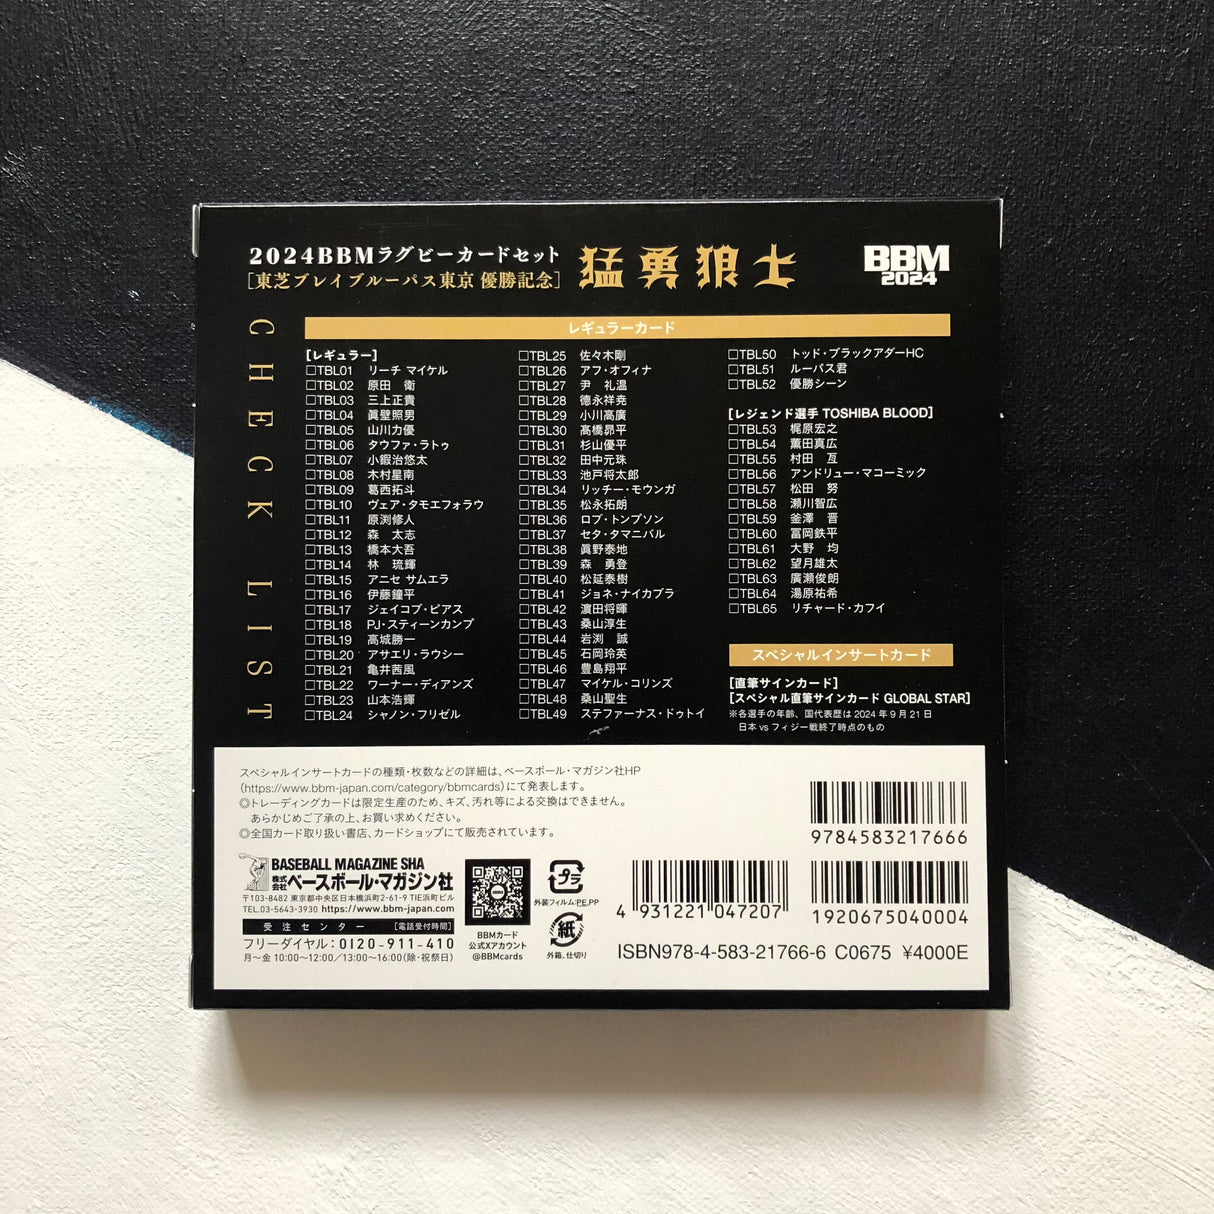 2024BBMラグビーカードセット
[東芝ブレイブルーパス東京 優勝記念]
猛勇狼士
BBM
2024
CHECK LIST
レギュラーカード
[レギュラー]
□TBL01 リーチ マイケル
□TBL02 原田 衛
□TBL03 三上正貴
□TBL04 眞壁照男
□TBL05 山川力優
□TBL06 タウファ・ラトゥ
□TBL07 小鍜治悠太
□TBL08 木村星南
□TBL09 葛西拓斗
□TBL10 ヴェア・タモエフォラウ
□TBL11 原渕修人
□TBL12 森 太志
□TBL13 橋本大吾
□TBL14 林 琉輝
□TBL15 アニセ サムエラ
□TBL16 伊藤鐘平
□TBL17 ジェイコブ・ピアス
□TBL18 PJ・スティーンカンプ
□TBL19 高城勝一
□TBL20 アサエリ・ラウシー
□TBL21 亀井茜風
□TBL22 ワーナー・ディアンズ
□TBL23 山本浩輝
□TBL24 シャノン・フリゼル
□TBL25 佐々木剛
□TBL26 アフ・オフィナ
□TBL27 尹 礼温
□TBL28 德永祥尭
□TBL29 小川高廣
□TBL30 髙橋昴平
□TBL31 杉山優平
□TBL32 田中元珠
□TBL33 池戸将太郎
□TBL34 リッチー・モウンガ
□TBL35 松永拓朗
□TBL36 ロブ・トンプソン
□TBL37 セタ・タマニバル
□TBL38 眞野泰地
□TBL39 森 勇登
□TBL40 松延泰樹
□TBL41 ジョネ・ナイカブラ
□TBL42 濵田将暉
□TBL43 桑山淳生
□TBL44 岩渕 誠
□TBL45 石岡玲英
□TBL46 豊島翔平
□TBL47 マイケル・コリンズ
□TBL48 桑山聖生
□TBL49 ステファーナス・ドゥトイ
□TBL50 トッド・ブラックアダーHC
□TBL51 ルーパス君
□TBL52 優勝シーン
[レジェンド選手 TOSHIBA BLOOD]
□TBL53 梶原宏之
□TBL54 薫田真広
□TBL55 村田 亙
□TBL56 アンドリュー・マコーミック
□TBL57 松田 努
□TBL58 瀬川智広
□TBL59 釜澤 晋
□TBL60 冨岡鉄平
□TBL61 大野 均
□TBL62 望月雄太
□TBL63 廣瀬俊朗
□TBL64 湯原祐希
□TBL65 リチャード・カフイ
スペシャルインサートカード
[直筆サインカード]
[スペシャル直筆サインカード GLOBAL STAR]
※各選手の年齢、国代表歴は 2024 年 9 月 21 日
日本 vs フィジー戦終了時点のもの
スペシャルインサートカードの種類・枚数などの詳細は、ベースボール・マガジン社HP
(https://www.bbm-japan.com/category/bbmcards)にて発表します。
◎トレーディングカードは限定生産のため、キズ、汚れ等による交換はできません。
あらかじめご了承の上、お買い求めください。
◎全国カード取り扱い書店、カードショップにて販売されています。
BASEBALL MAGAZINE SHA
株式会社ベースボール・マガジン社
〒103-8482 東京都中央区日本橋浜町2-61-9 TIE浜町ビル
TEL.03-5643-3930 https://www.bbm-japan.com
受注センター [電話受付時間]
フリーダイヤル：0120-911-410
月〜金 10:00〜12:00／13:00〜16:00(除・祝祭日)
BBMカード
公式Xアカウント
@BBMcards
プラ
外装フィルム:PE,PP
紙
外箱、仕切り
9784583217666
4 931221 047207
1920675040004
ISBN978-4-583-21766-6 C0675 ¥4000E